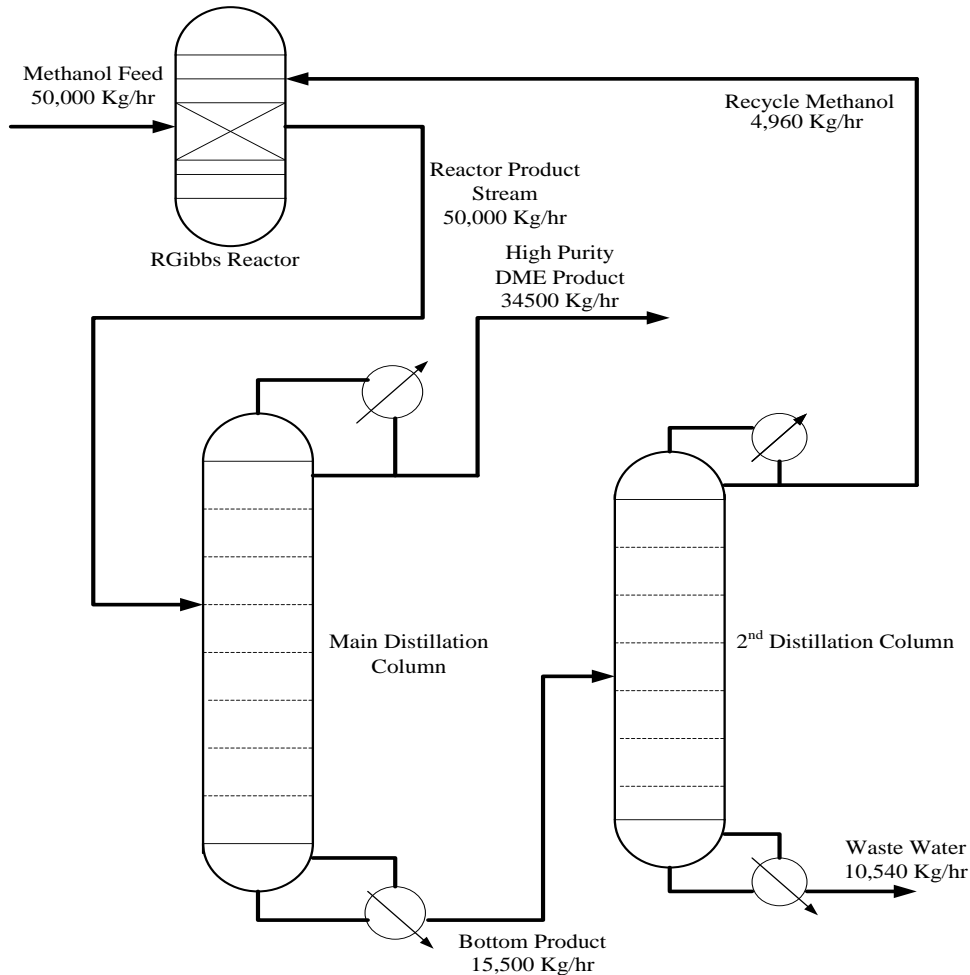 Methanol Feed
50,000 Kg/hr
Recycle Methanol
4,960 Kg/hr
Reactor Product
Stream
50,000 Kg/hr
RGibbs Reactor
High Purity
DME Product
34500 Kg/hr
Main Distillation
Column
2nd Distillation Column
Waste Water
10,540 Kg/hr
Bottom Product
15,500 Kg/hr